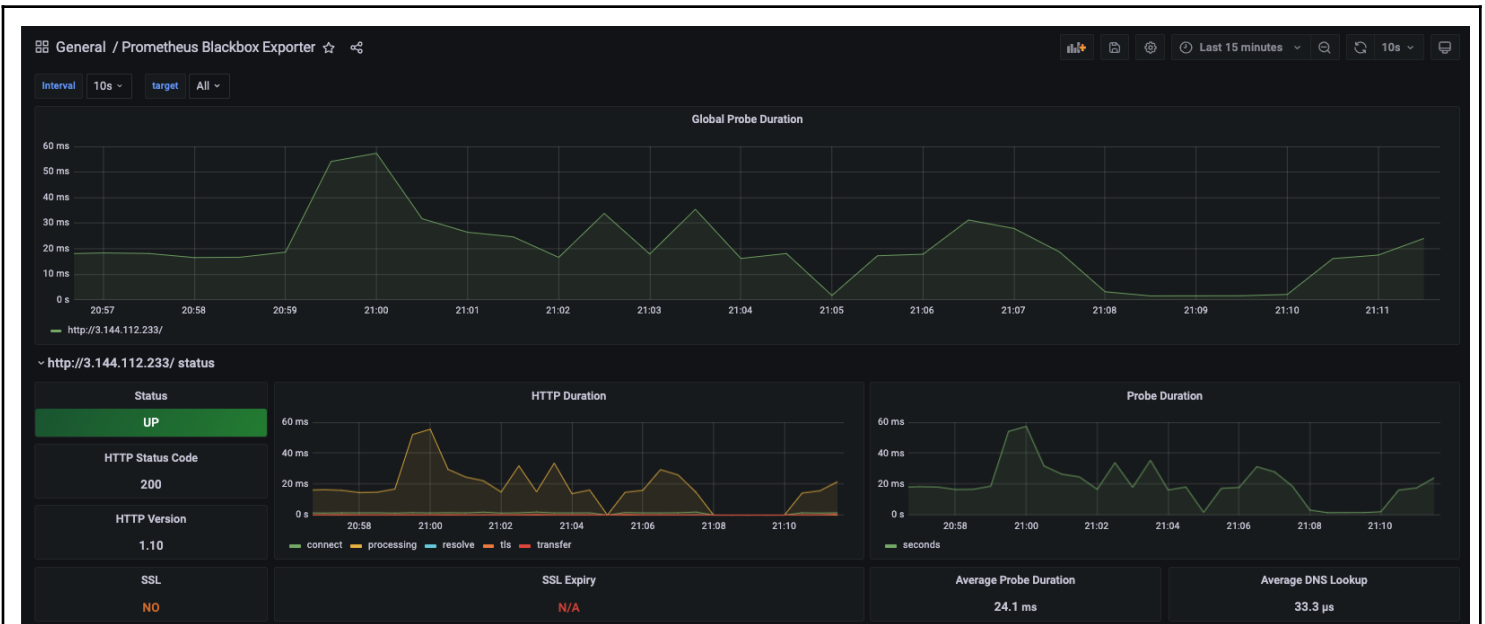 General / Prometheus Blackbox Exporter
Last 15 minutes
10s
Interval 10s target All
Global Probe Duration
60 ms
50 ms
40 ms
30 ms
20 ms
10 ms
0 s
20:57 20:58 20:59 21:00 21:01 21:02 21:03 21:04 21:05 21:06 21:07 21:08 21:09 21:10 21:11
http://3.144.112.233/
http://3.144.112.233/ status
Status
UP
HTTP Status Code
200
HTTP Version
1.10
HTTP Duration
60 ms
40 ms
20 ms
0 s
20:58 21:00 21:02 21:04 21:06 21:08 21:10
connect processing resolve tls transfer
Probe Duration
60 ms
40 ms
20 ms
0 s
20:58 21:00 21:02 21:04 21:06 21:08 21:10
seconds
SSL
NO
SSL Expiry
N/A
Average Probe Duration
24.1 ms
Average DNS Lookup
33.3 µs